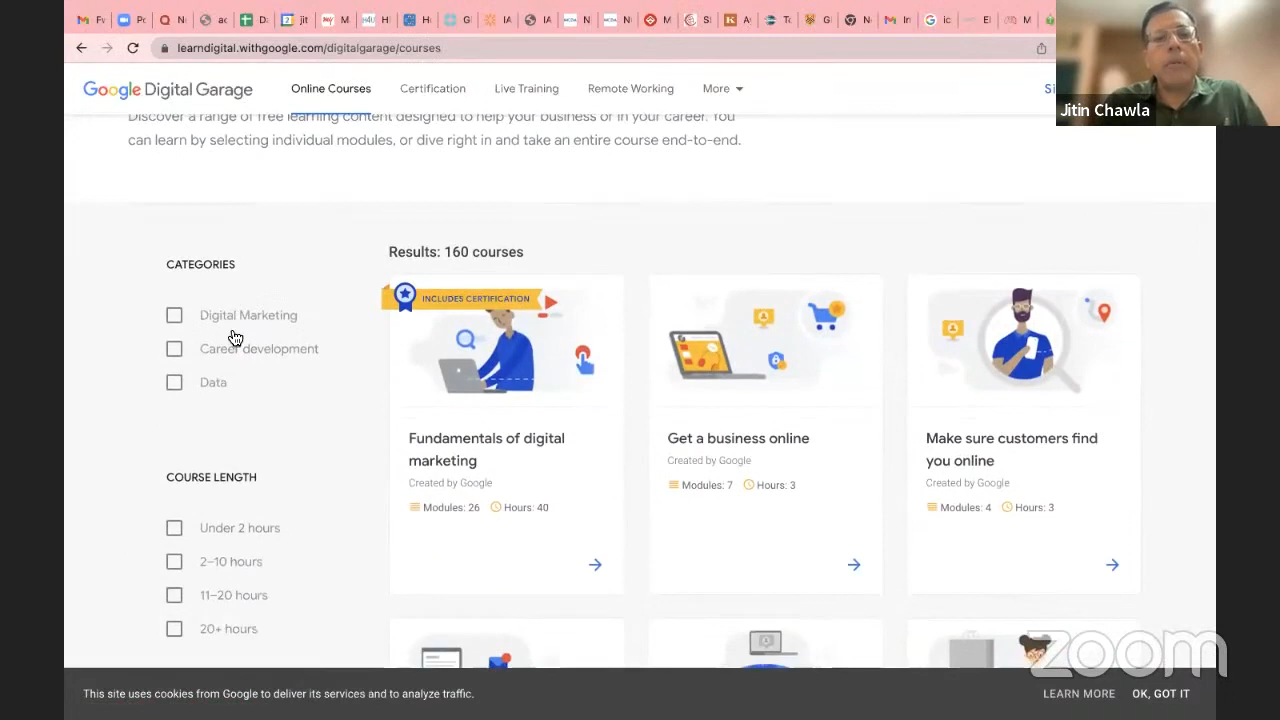 learndigital.withgoogle.com/digitalgarage/courses
Google Digital Garage
Online Courses
Certification
Live Training
Remote Working
More
Jitin Chawla
Discover a range of free learning content designed to help your business or in your career. You
can learn by selecting individual modules, or dive right in and take an entire course end-to-end.
CATEGORIES
Digital Marketing
Career development
Data
COURSE LENGTH
Under 2 hours
2–10 hours
11–20 hours
20+ hours
Results: 160 courses
INCLUDES CERTIFICATION
Fundamentals of digital
marketing
Created by Google
Modules: 26 Hours: 40
Get a business online
Created by Google
Modules: 7 Hours: 3
Make sure customers find
you online
Created by Google
Modules: 4 Hours: 3
zoom
This site uses cookies from Google to deliver its services and to analyze traffic.
LEARN MORE
OK, GOT IT